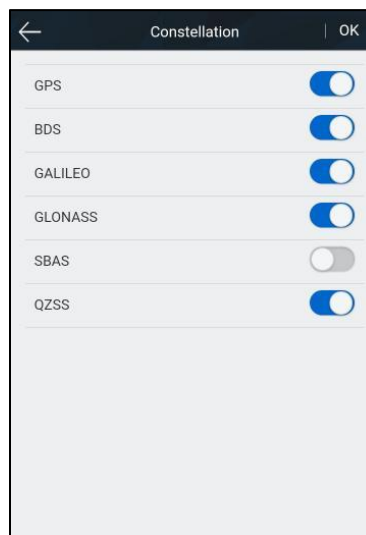 Constellation | OK
GPS
BDS
GALILEO
GLONASS
SBAS
QZSS